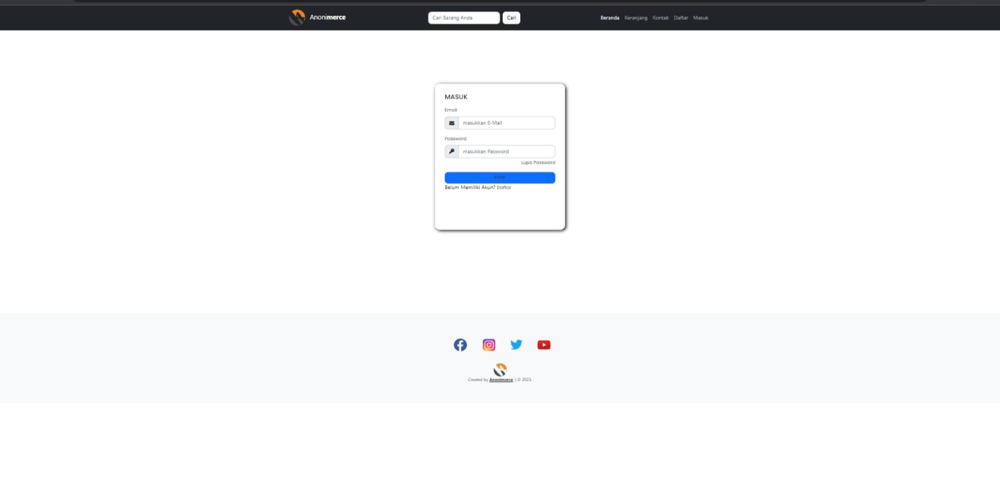 Anonimerce
Cari Barang Anda
Cari
Beranda Keranjang Kontak Daftar Masuk
MASUK
Email
masukkan E-Mail
Password
masukkan Password
Lupa Password
Belum Memiliki Akun? Daftar
Created by Anonimerce. | © 2023.